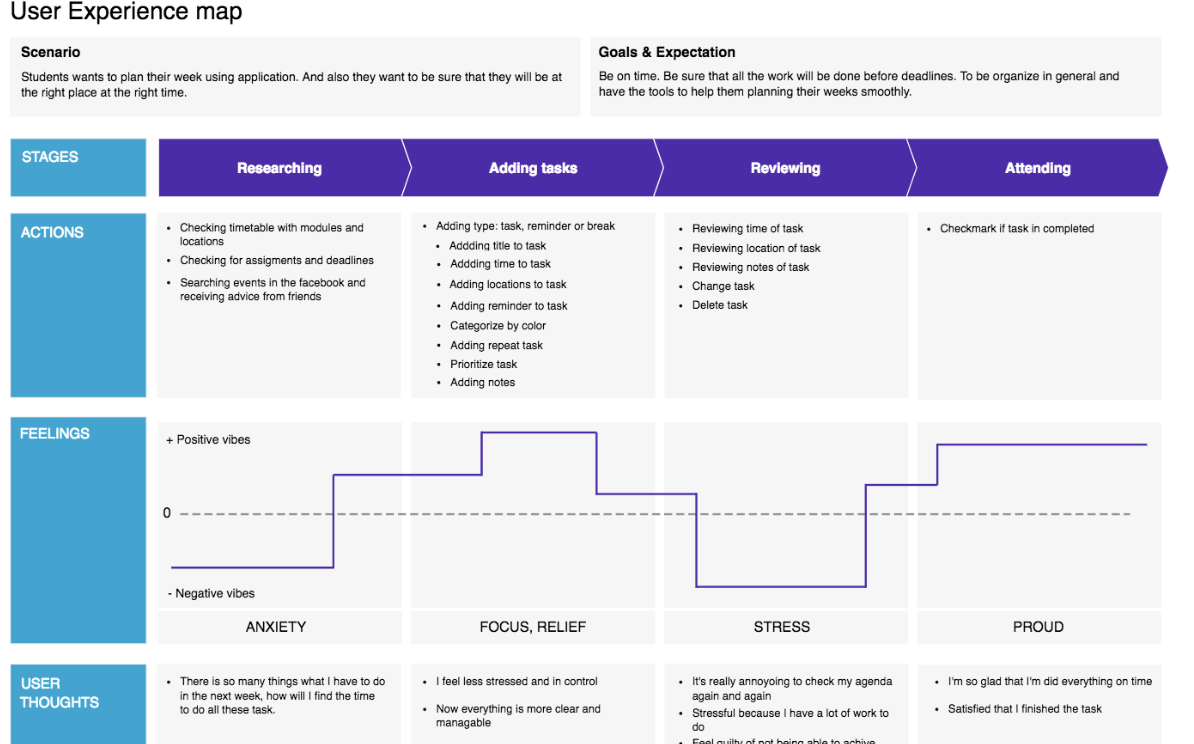 User Experience map
Scenario
Students wants to plan their week using application. And also they want to be sure that they will be at
the right place at the right time.
Goals & Expectation
Be on time. Be sure that all the work will be done before deadlines. To be organize in general and
have the tools to help them planning their weeks smoothly.
STAGES
Researching
Adding tasks
Reviewing
Attending
ACTIONS
• Checking timetable with modules and
locations
• Checking for assigments and deadlines
• Searching events in the facebook and
receiving advice from friends
• Adding type: task, reminder or break
• Addding title to task
• Addding time to task
• Adding locations to task
• Adding reminder to task
• Categorize by color
• Adding repeat task
• Prioritize task
• Adding notes
• Reviewing time of task
• Reviewing location of task
• Reviewing notes of task
• Change task
• Delete task
• Checkmark if task in completed
FEELINGS
+ Positive vibes
0
- Negative vibes
ANXIETY
FOCUS, RELIEF
STRESS
PROUD
USER
THOUGHTS
• There is so many things what I have to do
in the next week, how will I find the time
to do all these task.
• I feel less stressed and in control
• Now everything is more clear and
managable
• It's really annoyoing to check my agenda
again and again
• Stressful because I have a lot of work to
do
• Feel guilty of not being able to achive
• I'm so glad that I'm did everything on time
• Satisfied that I finished the task